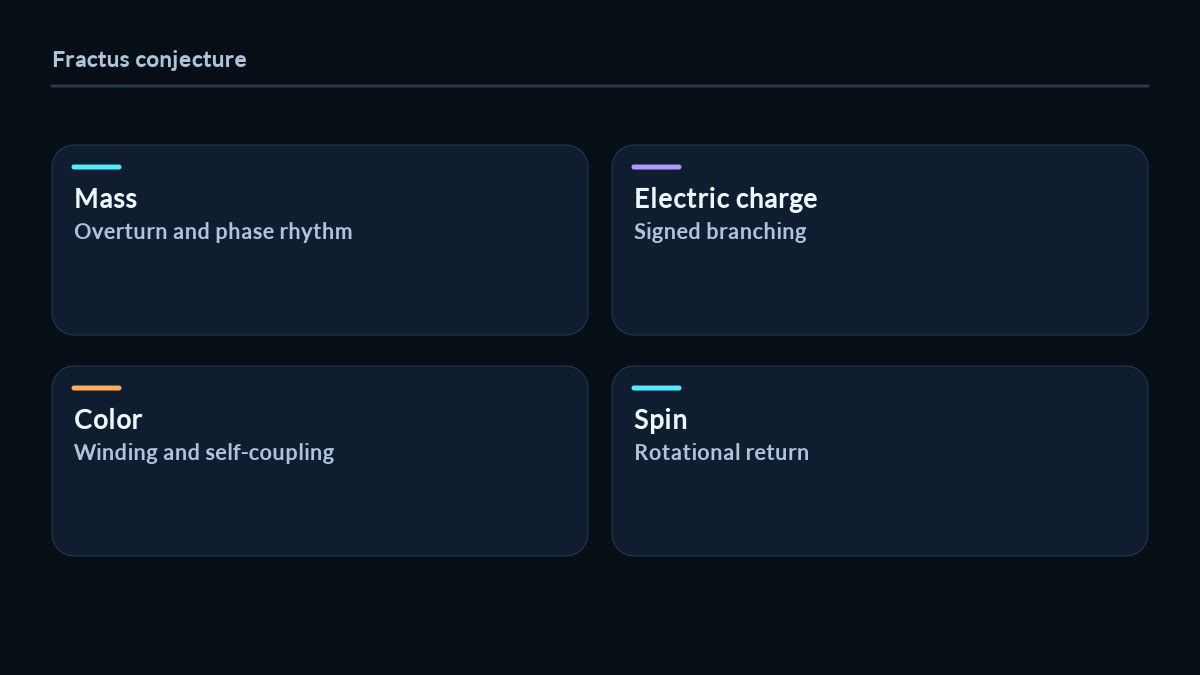 Fractus conjecture
Mass
Overturn and phase rhythm
Electric charge
Signed branching
Color
Winding and self-coupling
Spin
Rotational return